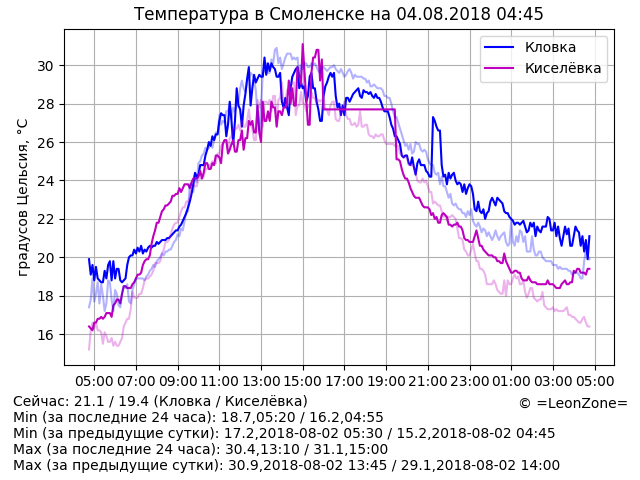 Температура в Смоленске на 04.08.2018 04:45
градусов Цельсия, °C
30
28
26
24
22
20
18
16
Кловка
Киселёвка
05:00 07:00 09:00 11:00 13:00 15:00 17:00 19:00 21:00 23:00 01:00 03:00 05:00
Сейчас: 21.1 / 19.4 (Кловка / Киселёвка)
© =LeonZone=
Min (за последние 24 часа): 18.7,05:20 / 16.2,04:55
Min (за предыдущие сутки): 17.2,2018-08-02 05:30 / 15.2,2018-08-02 04:45
Max (за последние 24 часа): 30.4,13:10 / 31.1,15:00
Max (за предыдущие сутки): 30.9,2018-08-02 13:45 / 29.1,2018-08-02 14:00